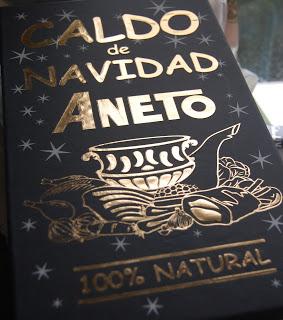 CALDO
de
NAVIDAD
ANETO
100% NATURAL